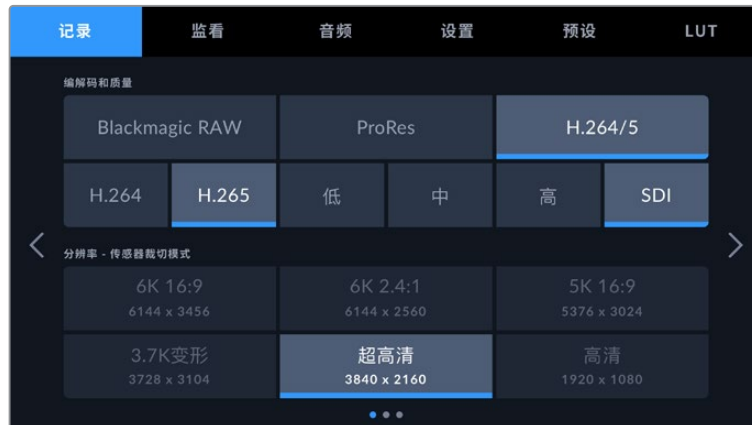 记录 监看 音频 设置 预设 LUT
编解码和质量
Blackmagic RAW ProRes H.264/5
H.264 H.265 低 中 高 SDI
分辨率 - 传感器裁切模式
6K 16:9 6K 2.4:1 5K 16:9
6144 x 3456 6144 x 2560 5376 x 3024
3.7K变形 超高清 高清
3728 x 3104 3840 x 2160 1920 x 1080